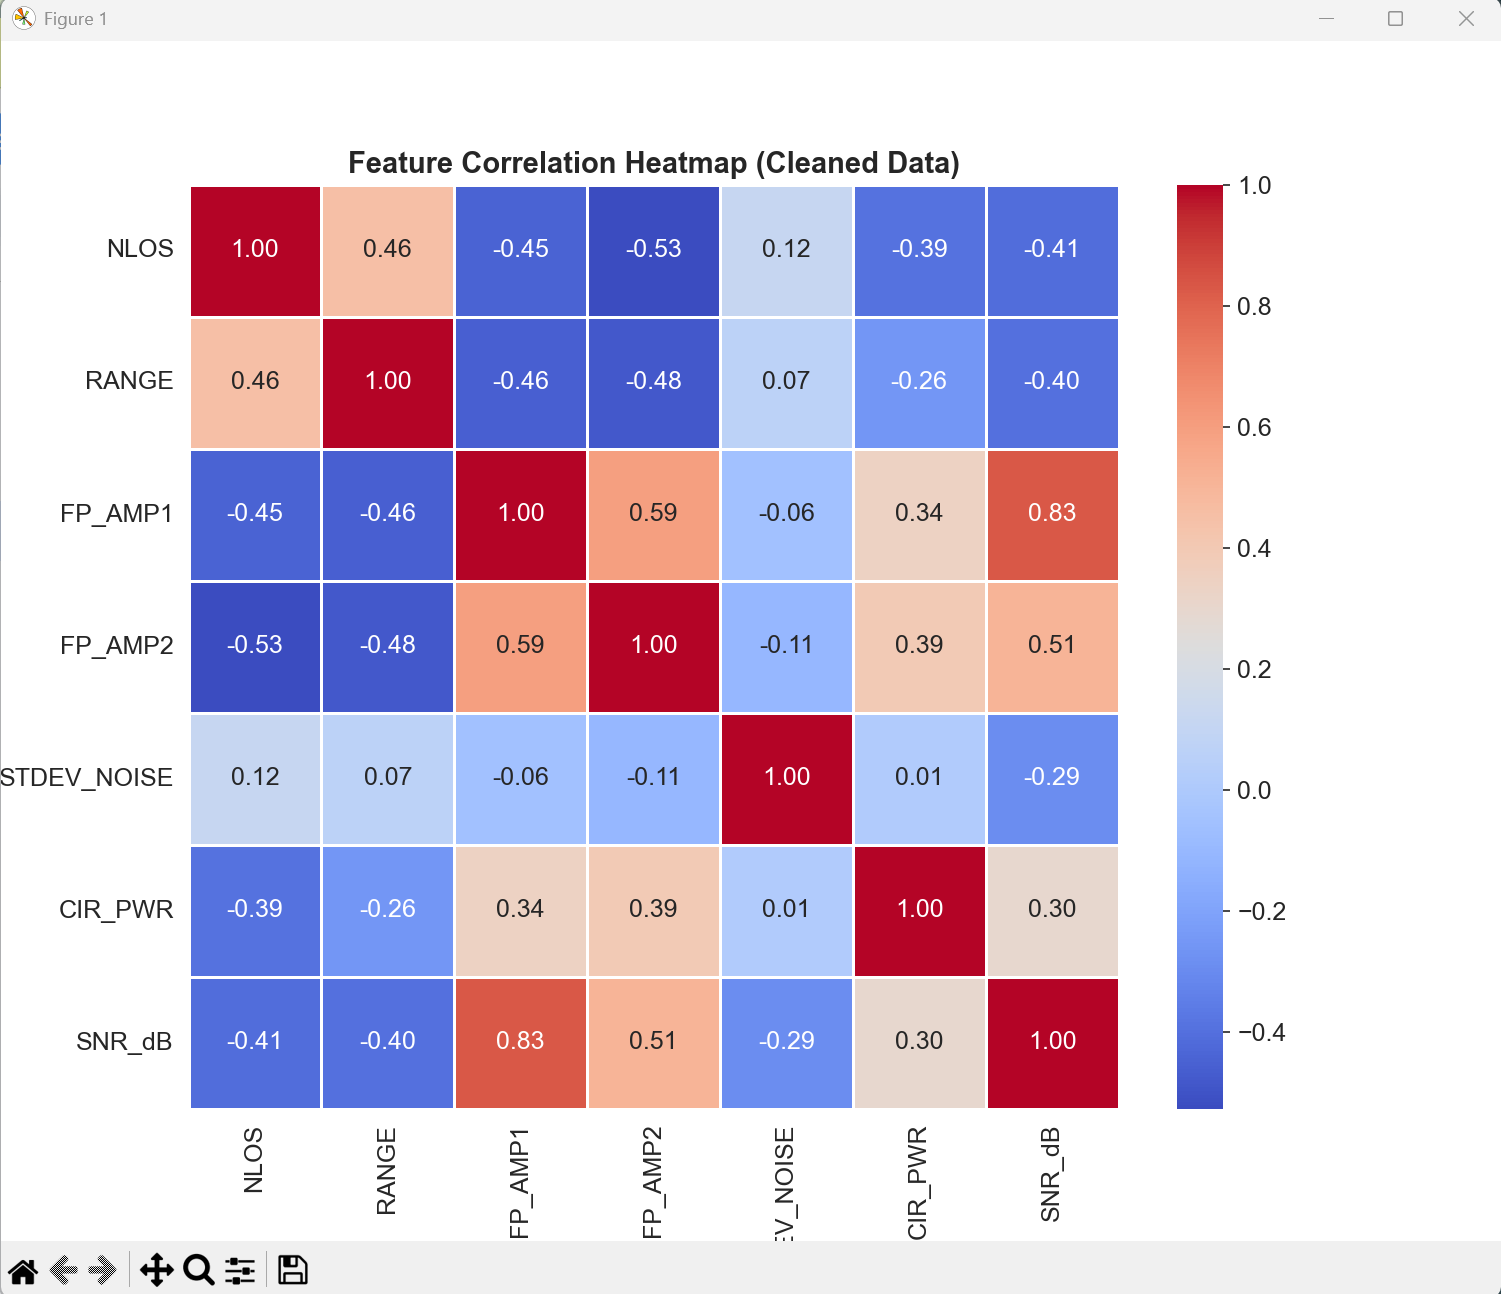 Figure 1
Feature Correlation Heatmap (Cleaned Data)
NLOS 1.00 0.46 -0.45 -0.53 0.12 -0.39 -0.41
RANGE 0.46 1.00 -0.46 -0.48 0.07 -0.26 -0.40
FP_AMP1 -0.45 -0.46 1.00 0.59 -0.06 0.34 0.83
FP_AMP2 -0.53 -0.48 0.59 1.00 -0.11 0.39 0.51
STDEV_NOISE 0.12 0.07 -0.06 -0.11 1.00 0.01 -0.29
CIR_PWR -0.39 -0.26 0.34 0.39 0.01 1.00 0.30
SNR_dB -0.41 -0.40 0.83 0.51 -0.29 0.30 1.00
NLOS
RANGE
FP_AMP1
FP_AMP2
EV_NOISE
CIR_PWR
SNR_dB
1.0
0.8
0.6
0.4
0.2
0.0
−0.2
−0.4